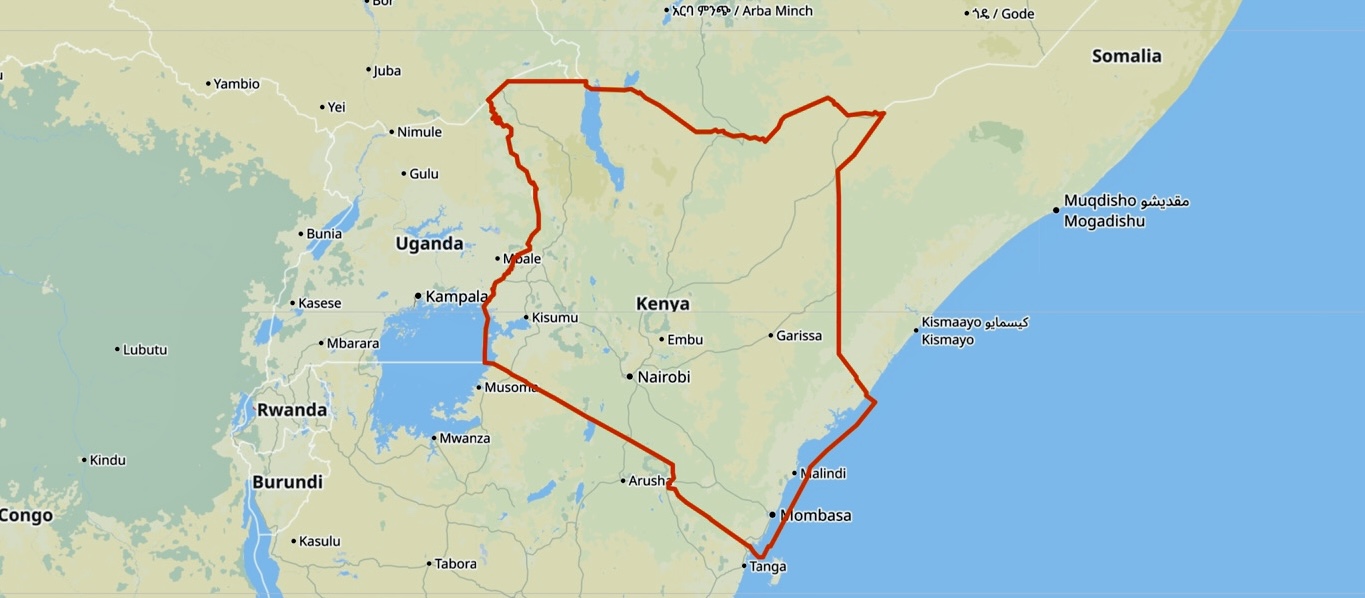 Bor
አርባ ምንጭ / Arba Minch
ጎዴ / Gode
Somalia
Juba
Yambio
Yei
Nimule
Gulu
Muqdisho مقديشو
Mogadishu
Bunia
Uganda
Mbale
Kampala
Kasese
Kenya
Kisumu
Kismaayo كيسمايو
Kismayo
Embu
Garissa
Mbarara
Lubutu
Nairobi
Musoma
Rwanda
Mwanza
Kindu
Malindi
Arusha
Burundi
Congo
Mombasa
Kasulu
Tabora
Tanga